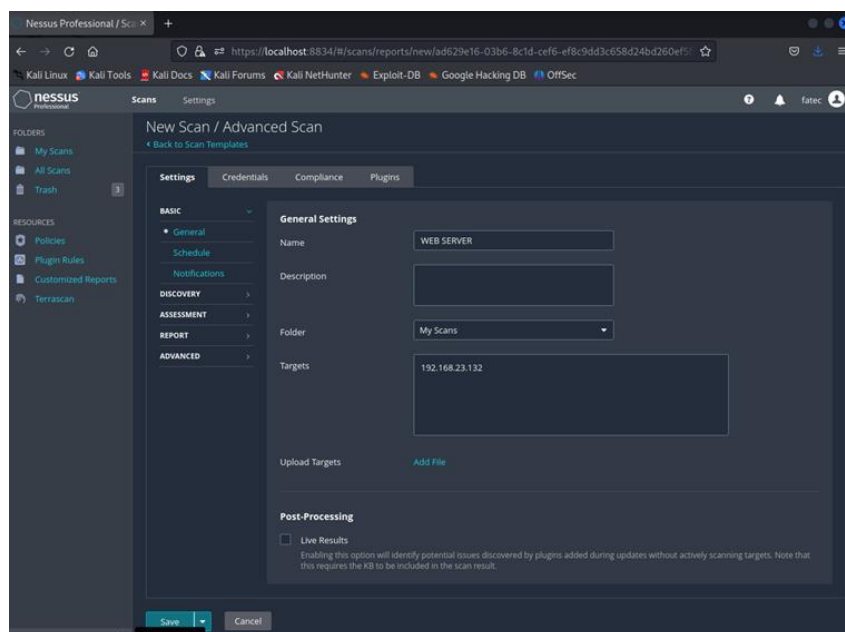 Nessus Professional / Sca
https://localhost:8834/#/scans/reports/new/ad629e16-03b6-8c1d-cef6-ef8c9dd3c658d24bd260ef5
Kali Linux Kali Tools Kali Docs Kali Forums Kali NetHunter Exploit-DB Google Hacking DB OffSec
nessus Professional Scans Settings fatec
FOLDERS
My Scans
All Scans
Trash 3
RESOURCES
Policies
Plugin Rules
Customized Reports
Terrascan
New Scan / Advanced Scan
Back to Scan Templates
Settings Credentials Compliance Plugins
BASIC
General
Schedule
Notifications
DISCOVERY
ASSESSMENT
REPORT
ADVANCED
General Settings
Name WEB SERVER
Description
Folder My Scans
Targets 192.168.23.132
Upload Targets Add File
Post-Processing
Live Results
Enabling this option will identify potential issues discovered by plugins added during updates without actively scanning targets. Note that
this requires the KB to be included in the scan result.
Save Cancel